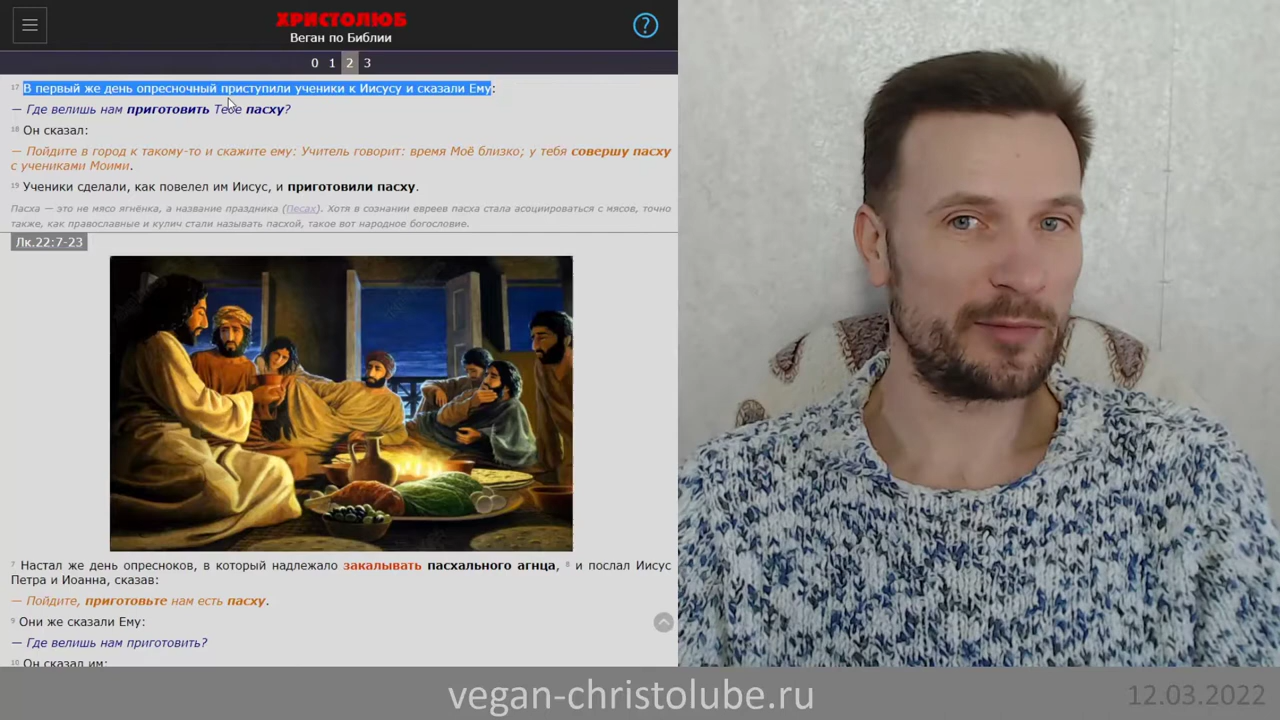 ХРИСТОЛЮБ
Веган по Библии
?
0 1 2 3
17 В первый же день опресночный приступили ученики к Иисусу и сказали Ему:
— Где велишь нам приготовить Тебе пасху?
18 Он сказал:
— Пойдите в город к такому-то и скажите ему: Учитель говорит: время Моё близко; у тебя совершу пасху
с учениками Моими.
19 Ученики сделали, как повелел им Иисус, и приготовили пасху.
Пасха — это не мясо ягнёнка, а название праздника (Песах). Хотя в сознании евреев пасха стала асоциироваться с мясов, точно
также, как православные и кулич стали называть пасхой, такое вот народное богословие.
Лк.22:7-23
7 Настал же день опресноков, в который надлежало закалывать пасхального агнца, 8 и послал Иисус
Петра и Иоанна, сказав:
— Пойдите, приготовьте нам есть пасху.
9 Они же сказали Ему:
— Где велишь нам приготовить?
10 Он сказал им:
vegan-christolube.ru
12.03.2022